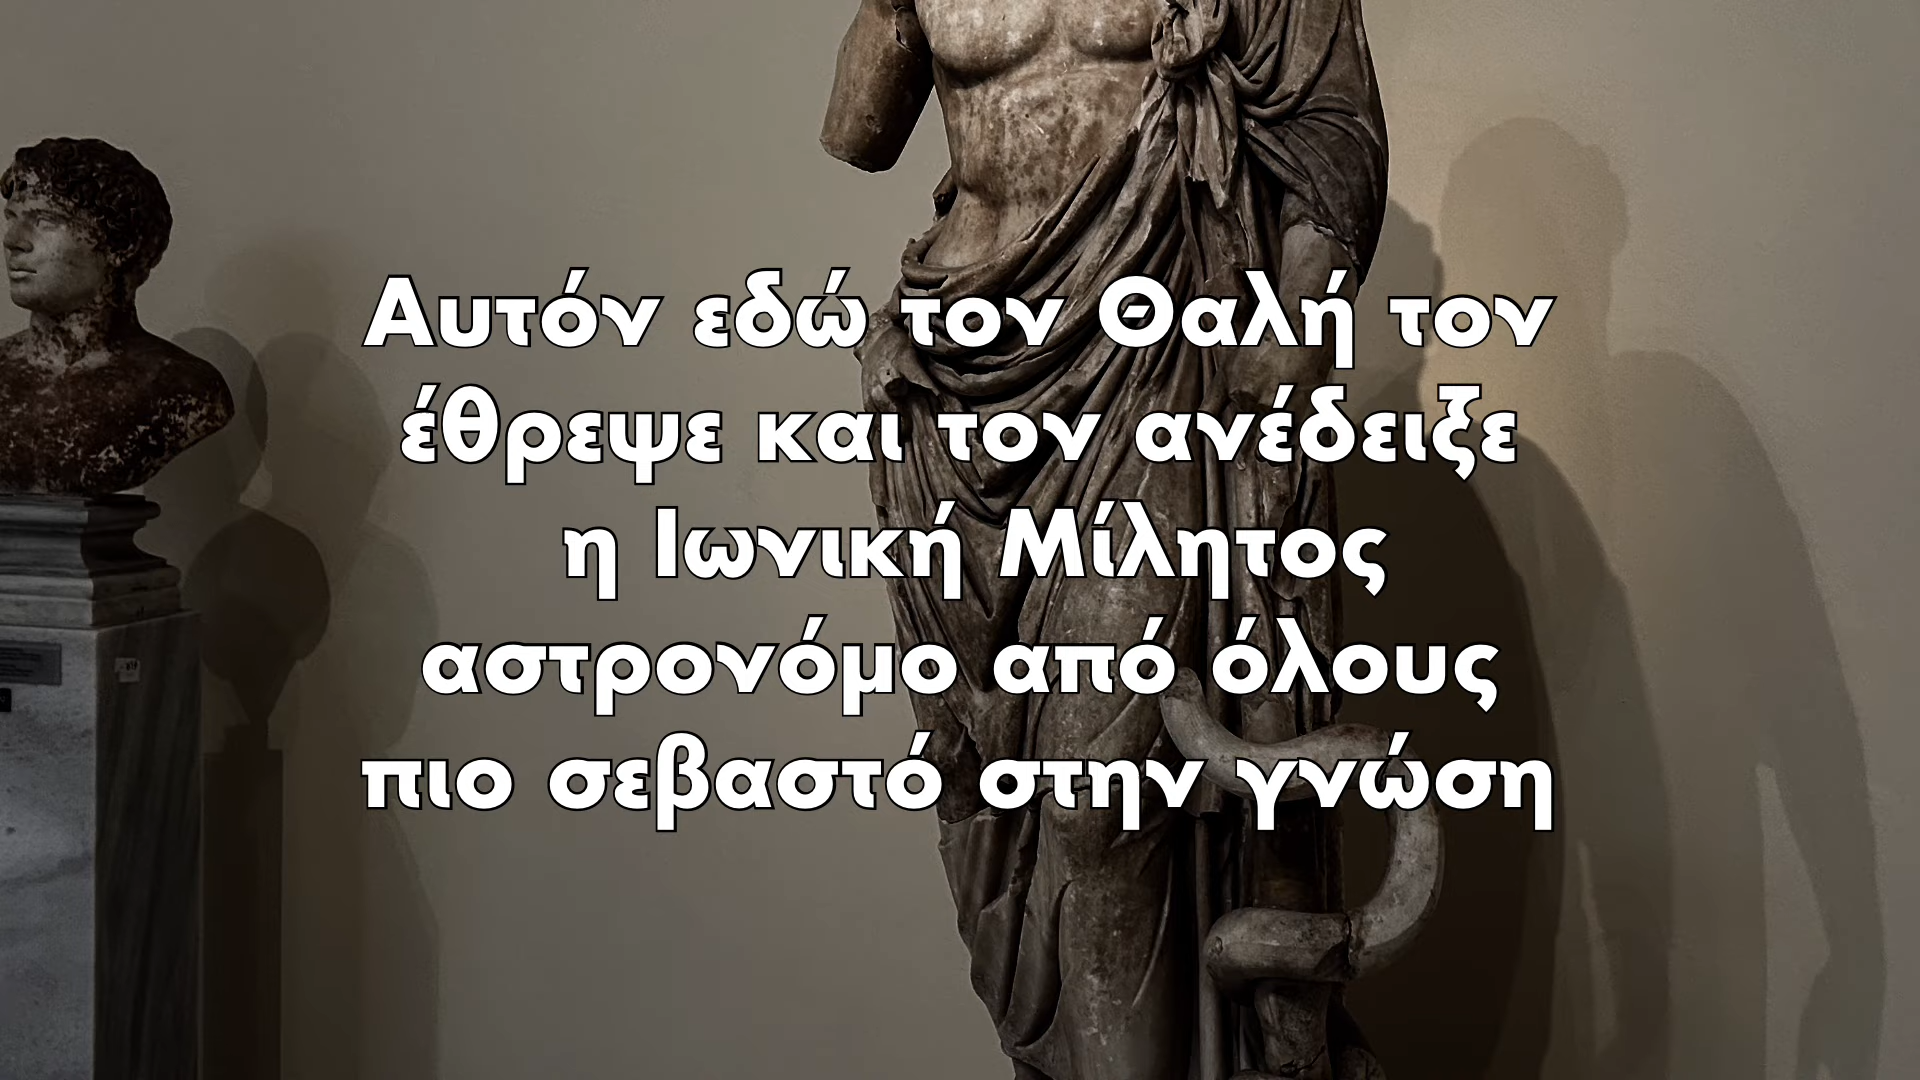 Αυτόν εδώ τον Θαλή τον
έθρεψε και τον ανέδειξε
η Ιωνική Μίλητος
αστρονόμο από όλους
πιο σεβαστό στην γνώση